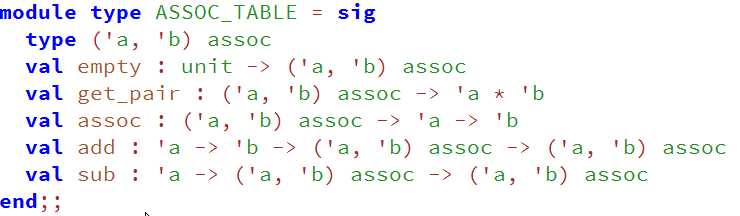 module type ASSOC_TABLE = sig
  type ('a, 'b) assoc
  val empty : unit -> ('a, 'b) assoc
  val get_pair : ('a, 'b) assoc -> 'a * 'b
  val assoc : ('a, 'b) assoc -> 'a -> 'b
  val add : 'a -> 'b -> ('a, 'b) assoc -> ('a, 'b) assoc
  val sub : 'a -> ('a, 'b) assoc -> ('a, 'b) assoc
end;;